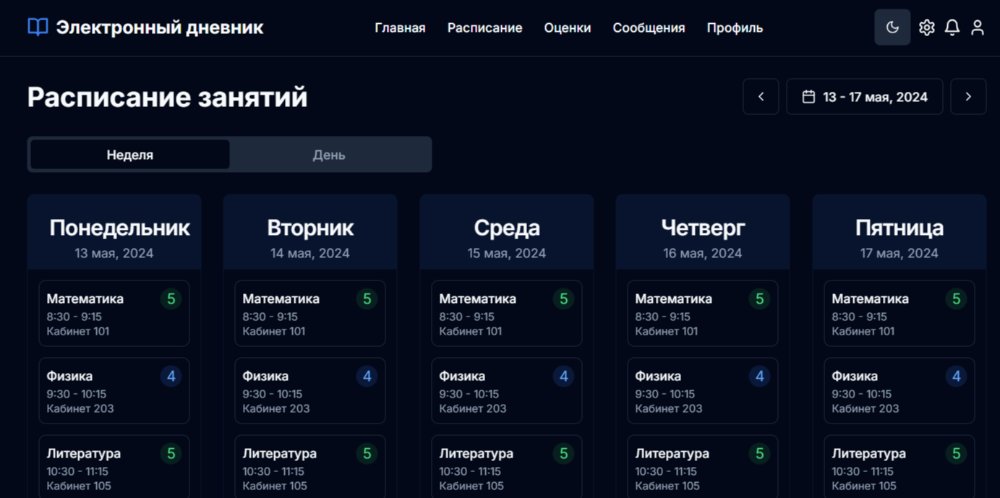 Электронный дневник
Главная Расписание Оценки Сообщения Профиль
Расписание занятий
13 - 17 мая, 2024
Неделя День
Понедельник
13 мая, 2024
Математика 5
8:30 - 9:15
Кабинет 101
Физика 4
9:30 - 10:15
Кабинет 203
Литература 5
10:30 - 11:15
Кабинет 105
Вторник
14 мая, 2024
Математика 5
8:30 - 9:15
Кабинет 101
Физика 4
9:30 - 10:15
Кабинет 203
Литература 5
10:30 - 11:15
Кабинет 105
Среда
15 мая, 2024
Математика 5
8:30 - 9:15
Кабинет 101
Физика 4
9:30 - 10:15
Кабинет 203
Литература 5
10:30 - 11:15
Кабинет 105
Четверг
16 мая, 2024
Математика 5
8:30 - 9:15
Кабинет 101
Физика 4
9:30 - 10:15
Кабинет 203
Литература 5
10:30 - 11:15
Кабинет 105
Пятница
17 мая, 2024
Математика 5
8:30 - 9:15
Кабинет 101
Физика 4
9:30 - 10:15
Кабинет 203
Литература 5
10:30 - 11:15
Кабинет 105